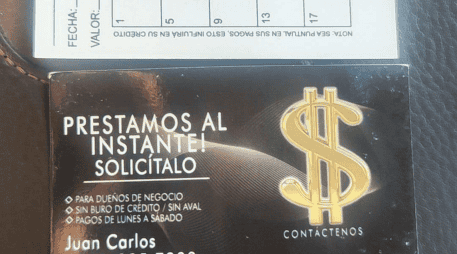 FECHA:
VALOR:
1
5
9
13
17
NOTA: SEA PUNTUAL EN SUS PAGOS, ESTO INFLUIRA EN SU CRÉDITO
PRESTAMOS AL
INSTANTE!
SOLICÍTALO
PARA DUEÑOS DE NEGOCIO
SIN BURO DE CRÉDITO / SIN AVAL
PAGOS DE LUNES A SABADO
$
CONTÁCTENOS
Juan Carlos